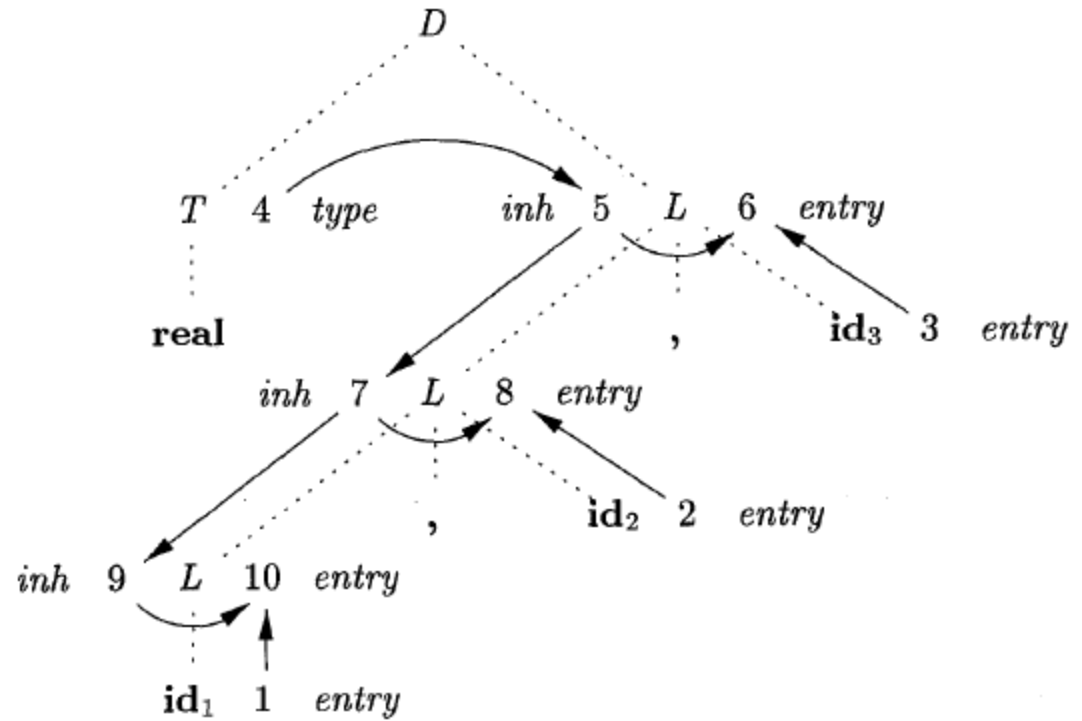 D
T 4 type inh 5 L 6 entry
real , id₃ 3 entry
inh 7 L 8 entry
, id₂ 2 entry
inh 9 L 10 entry
id₁ 1 entry